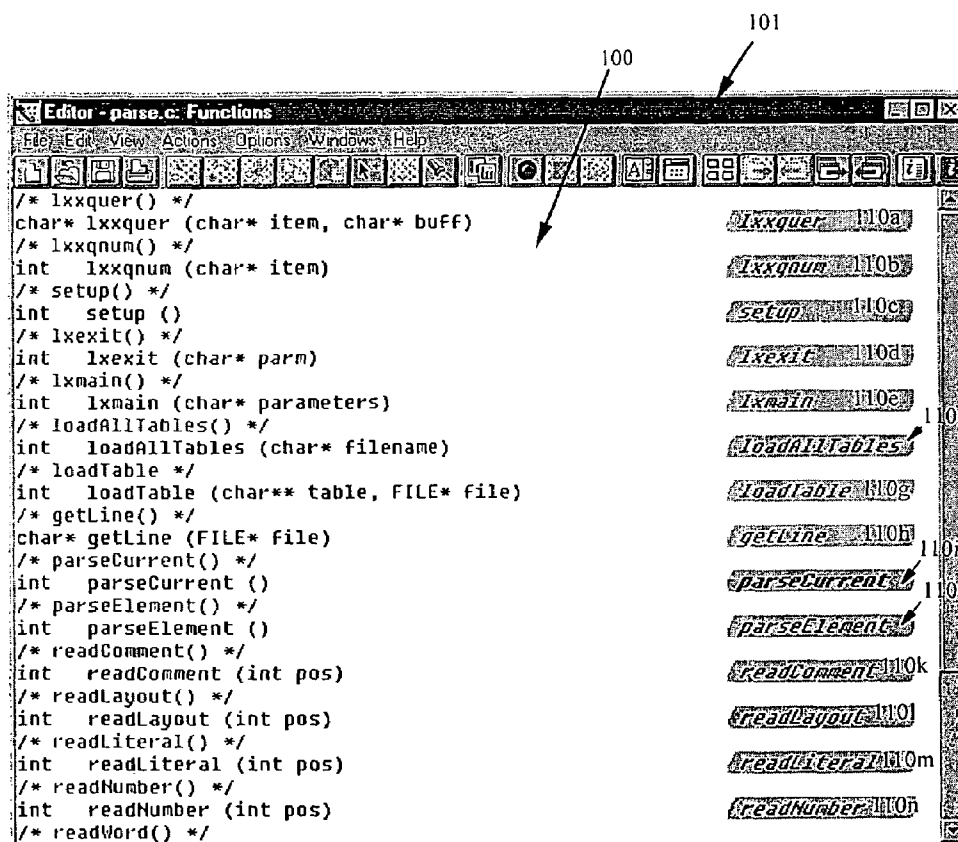 101
100
Editor - parse.c: Functions
File Edit View Actions Options Windows Help
/* lxxquer() */
char* lxxquer (char* item, char* buff) lxxquer 110a
/* lxxqnum() */
int lxxqnum (char* item) lxxqnum 110b
/* setup() */
int setup () setup 110c
/* lxexit() */
int lxexit (char* parm) lxexit 110d
/* lxmain() */
int lxmain (char* parameters) lxmain 110e
/* loadAllTables() */
110
int loadAllTables (char* filename) loadAllTables
/* loadTable */
int loadTable (char** table, FILE* file) loadTable 110g
/* getLine() */
char* getLine (FILE* file) getLine 110h
/* parseCurrent() */
int parseCurrent () parseCurrent
/* parseElement() */
110
int parseElement () parseElement
/* readComment() */
int readComment (int pos) readComment 110k
/* readLayout() */
int readLayout (int pos) readLayout 110l
/* readLiteral() */
int readLiteral (int pos) readLiteral 110m
/* readNumber() */
int readNumber (int pos) readNumber 110n
/* readWord() */